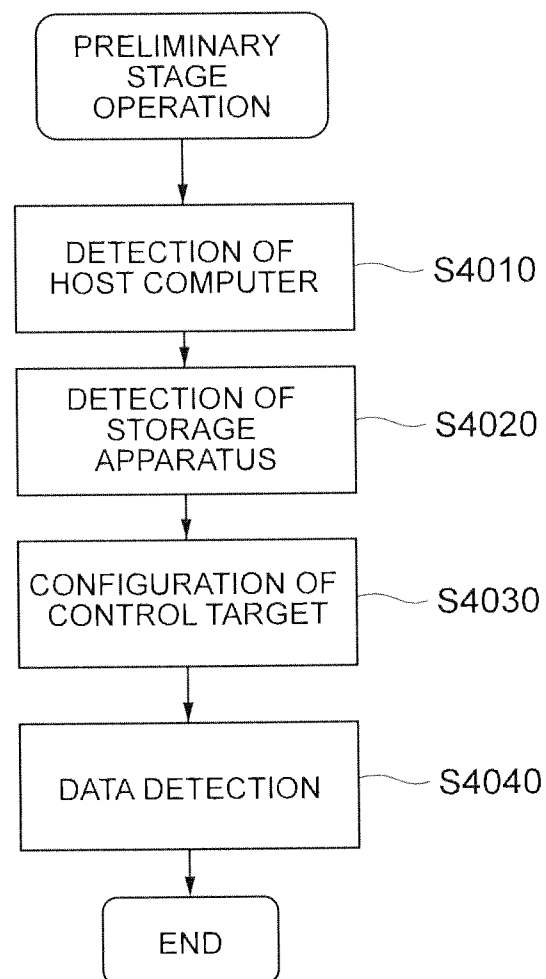 PRELIMINARY
STAGE
OPERATION
DETECTION OF
HOST COMPUTER
S4010
DETECTION OF
STORAGE
APPARATUS
S4020
CONFIGURATION OF
CONTROL TARGET
S4030
DATA DETECTION
S4040
END